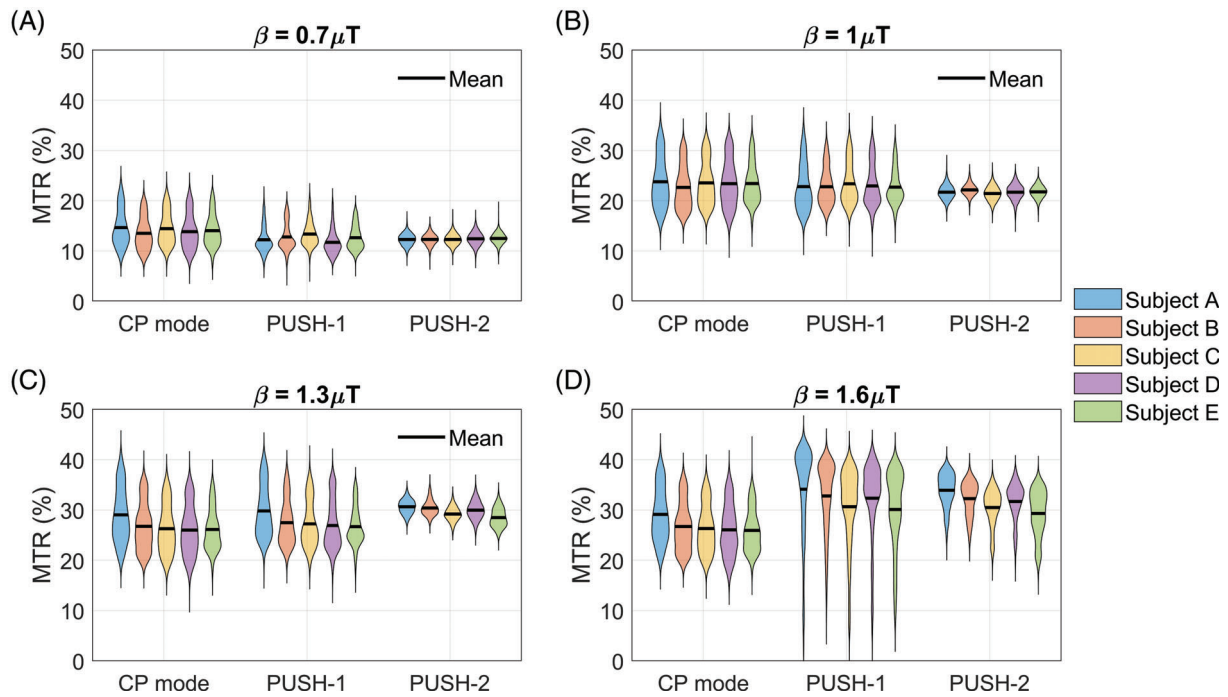 (A)
β = 0.7μT
50
40
30
20
10
0
MTR (%)
Mean
CP mode PUSH-1 PUSH-2
(B)
β = 1μT
50
40
30
20
10
0
MTR (%)
Mean
CP mode PUSH-1 PUSH-2
Subject A
Subject B
Subject C
Subject D
Subject E
(C)
β = 1.3μT
50
40
30
20
10
0
MTR (%)
Mean
CP mode PUSH-1 PUSH-2
(D)
β = 1.6μT
50
40
30
20
10
0
MTR (%)
CP mode PUSH-1 PUSH-2